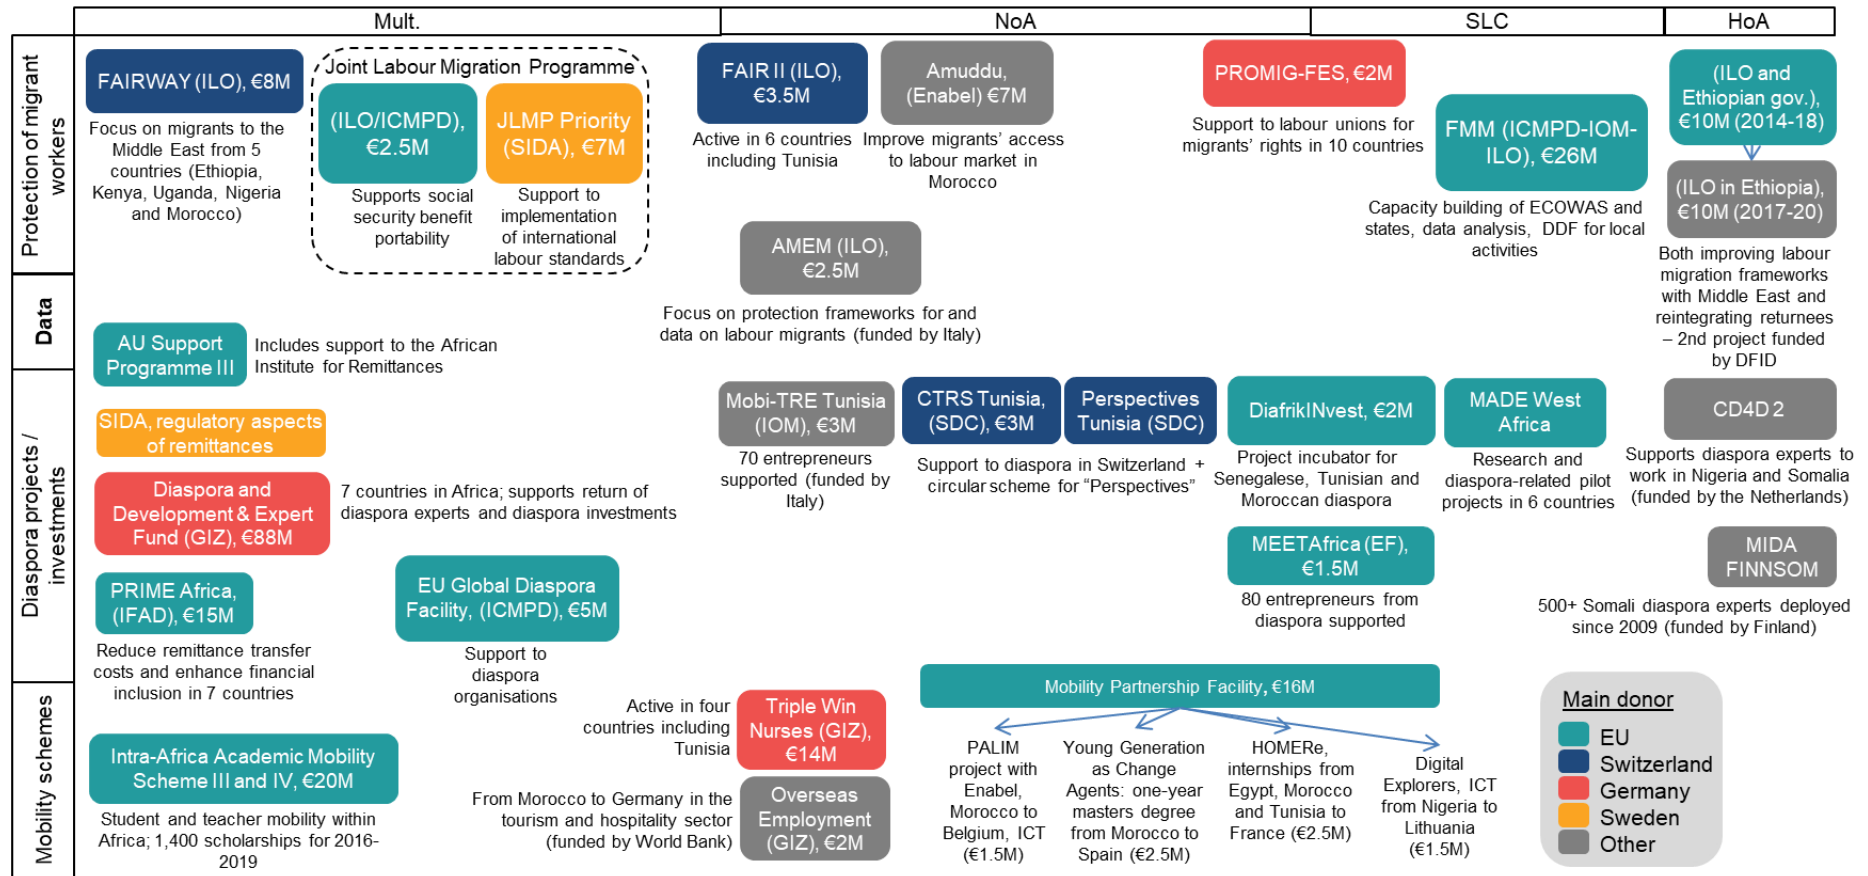 Mult.
NoA
SLC
HoA
Protection of migrant
workers
FAIRWAY (ILO), €8M
Focus on migrants to the
Middle East from 5
countries (Ethiopia,
Kenya, Uganda, Nigeria
and Morocco)
Joint Labour Migration Programme
(ILO/ICMPD),
€2.5M
Supports social
security benefit
portability
JLMP Priority
(SIDA), €7M
Support to
implementation
of international
labour standards
FAIR II (ILO),
€3.5M
Active in 6 countries
including Tunisia
Amuddu,
(Enabel) €7M
Improve migrants’ access
to labour market in
Morocco
AMEM (ILO),
€2.5M
Focus on protection frameworks for and
data on labour migrants (funded by Italy)
PROMIG-FES, €2M
Support to labour unions for
migrants’ rights in 10 countries
FMM (ICMPD-IOM-
ILO), €26M
Capacity building of ECOWAS and
states, data analysis, DDF for local
activities
(ILO and
Ethiopian gov.),
€10M (2014-18)
(ILO in Ethiopia),
€10M (2017-20)
Both improving labour
migration frameworks
with Middle East and
reintegrating returnees
– 2nd project funded
by DFID
Data
AU Support
Programme III
Includes support to the African
Institute for Remittances
Diaspora projects /
investments
SIDA, regulatory aspects
of remittances
Diaspora and
Development & Expert
Fund (GIZ), €88M
7 countries in Africa; supports return of
diaspora experts and diaspora investments
PRIME Africa,
(IFAD), €15M
Reduce remittance transfer
costs and enhance financial
inclusion in 7 countries
EU Global Diaspora
Facility, (ICMPD), €5M
Support to
diaspora
organisations
Mobi-TRE Tunisia
(IOM), €3M
70 entrepreneurs
supported (funded by
Italy)
CTRS Tunisia,
(SDC), €3M
Perspectives
Tunisia (SDC)
Support to diaspora in Switzerland +
circular scheme for “Perspectives”
DiafrikINvest, €2M
Project incubator for
Senegalese, Tunisian and
Moroccan diaspora
MEETAfrica (EF),
€1.5M
80 entrepreneurs from
diaspora supported
MADE West
Africa
Research and
diaspora-related pilot
projects in 6 countries
CD4D 2
Supports diaspora experts to
work in Nigeria and Somalia
(funded by the Netherlands)
MIDA
FINNSOM
500+ Somali diaspora experts deployed
since 2009 (funded by Finland)
Mobility schemes
Intra-Africa Academic Mobility
Scheme III and IV, €20M
Student and teacher mobility within
Africa; 1,400 scholarships for 2016-
2019
Active in four
countries including
Tunisia
Triple Win
Nurses (GIZ),
€14M
From Morocco to Germany in the
tourism and hospitality sector
(funded by World Bank)
Overseas
Employment
(GIZ), €2M
Mobility Partnership Facility, €16M
PALIM
project with
Enabel,
Morocco to
Belgium, ICT
(€1.5M)
Young Generation
as Change
Agents: one-year
masters degree
from Morocco to
Spain (€2.5M)
HOMERe,
internships from
Egypt, Morocco
and Tunisia to
France (€2.5M)
Digital
Explorers, ICT
from Nigeria to
Lithuania
(€1.5M)
Main donor
EU
Switzerland
Germany
Sweden
Other